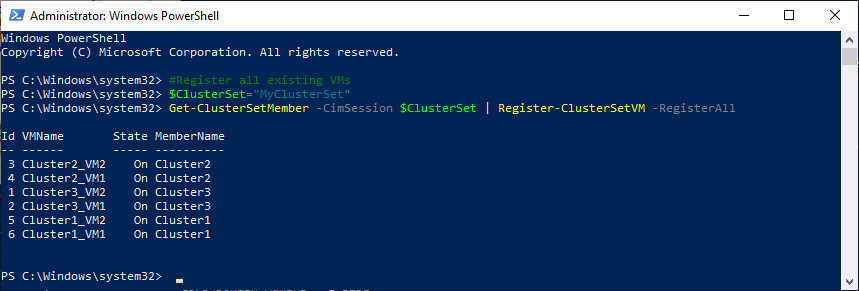 Administrator: Windows PowerShell
Windows PowerShell
Copyright (C) Microsoft Corporation. All rights reserved.
PS C:\Windows\system32> #Register all existing VMs
PS C:\Windows\system32> $ClusterSet="MyClusterSet"
PS C:\Windows\system32> Get-ClusterSetMember -CimSession $ClusterSet | Register-ClusterSetVM -RegisterAll
Id VMName State MemberName
-- ------ ----- ----------
3 Cluster2_VM2 On Cluster2
4 Cluster2_VM1 On Cluster2
1 Cluster3_VM2 On Cluster3
2 Cluster3_VM1 On Cluster3
5 Cluster1_VM2 On Cluster1
6 Cluster1_VM1 On Cluster1
PS C:\Windows\system32>